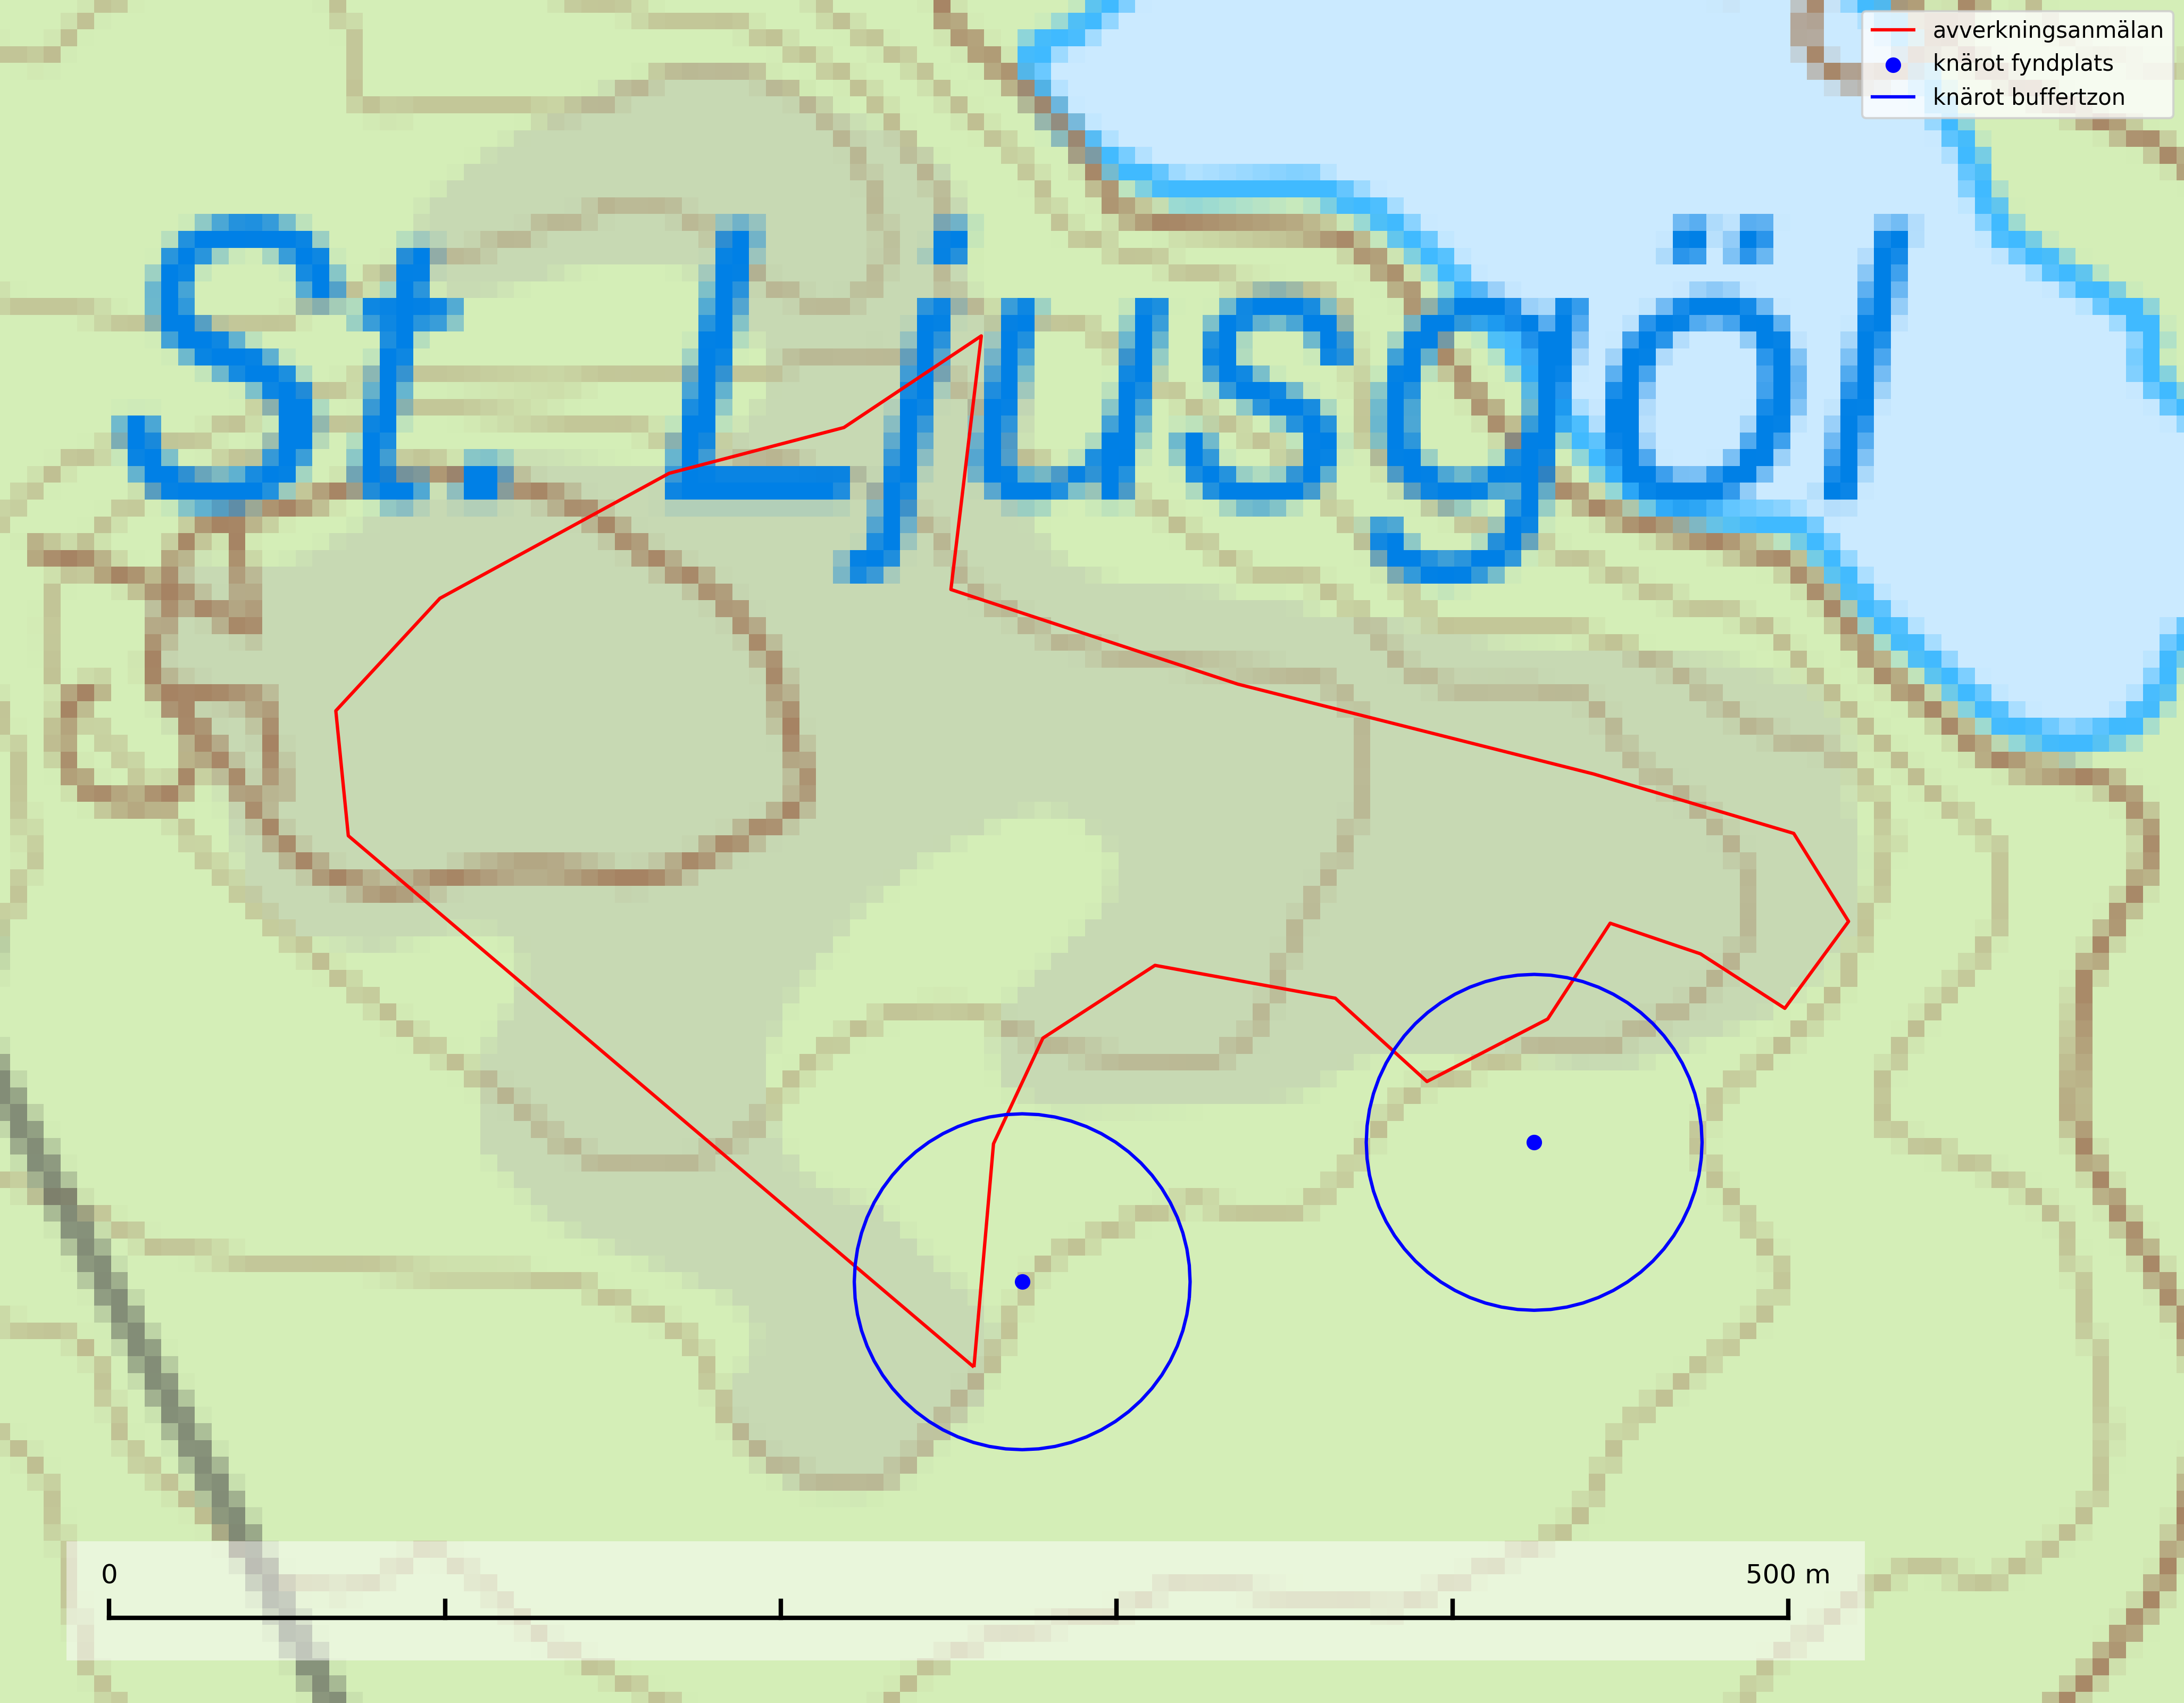 avverkningsanmälan
knärot fyndplats
knärot buffertzon
St. Ljusgöl
0 500 m